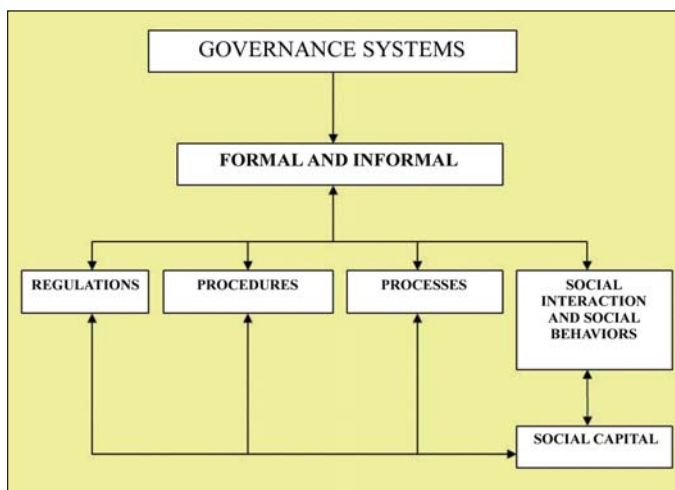 GOVERNANCE SYSTEMS
FORMAL AND INFORMAL
REGULATIONS
PROCEDURES
PROCESSES
SOCIAL
INTERACTION
AND SOCIAL
BEHAVIORS
SOCIAL CAPITAL